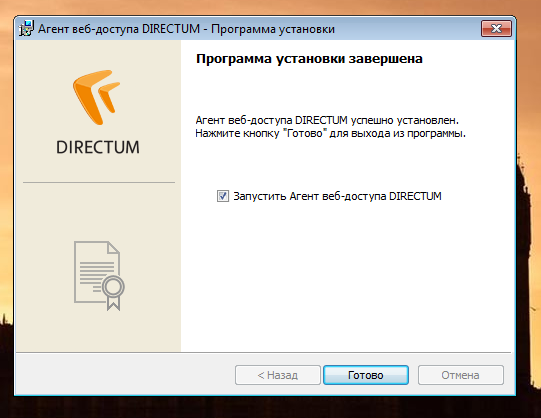 Агент веб-доступа DIRECTUM - Программа установки
Программа установки завершена
DIRECTUM
Агент веб-доступа DIRECTUM успешно установлен.
Нажмите кнопку "Готово" для выхода из программы.
Запустить Агент веб-доступа DIRECTUM
< Назад
Готово
Отмена